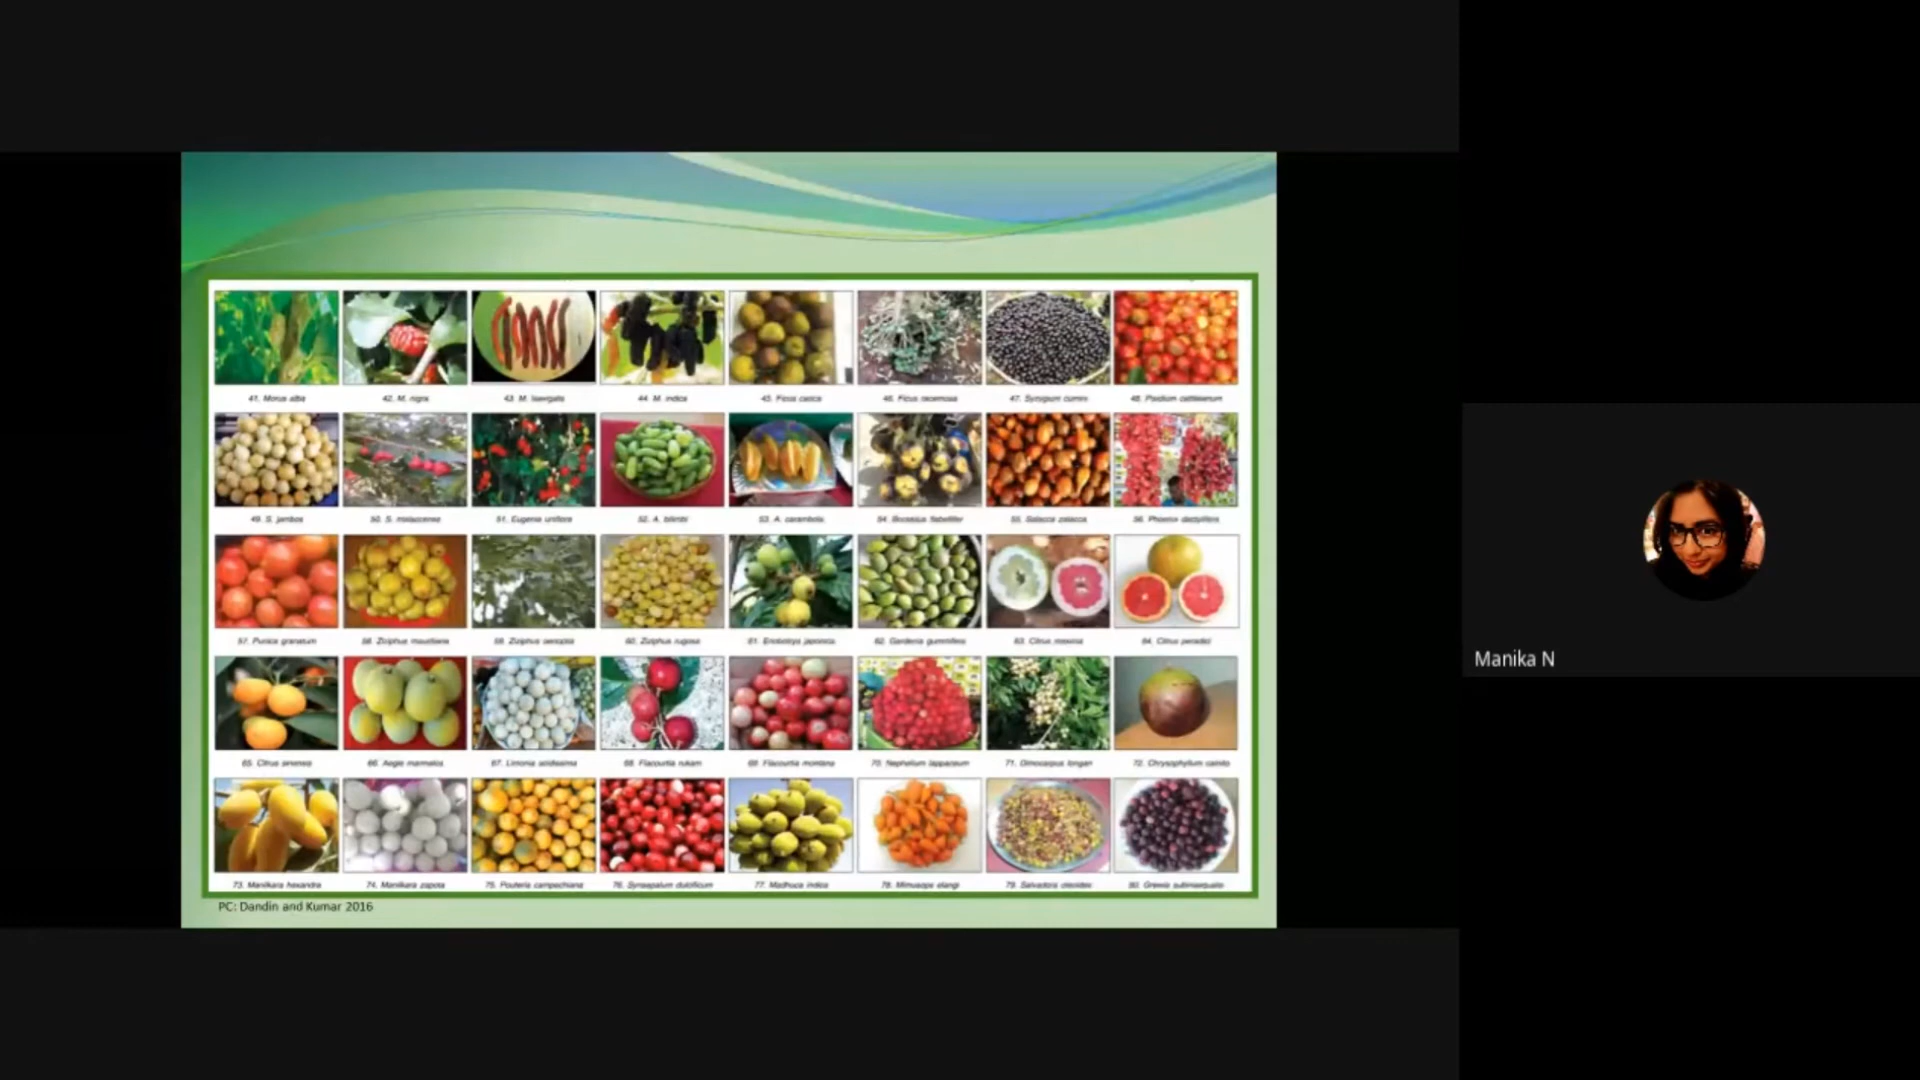 41. Morus alba
42. M. nigra
43. M. laevigata
44. M. indica
45. Ficus carica
46. Ficus racemosa
47. Syzygium cumini
48. Psidium cattleianum
49. S. jambos
50. S. malaccense
51. Eugenia uniflora
52. A. bilimbi
53. A. carambola
54. Borassus flabellifer
55. Salacca zalacca
56. Phoenix dactylifera
57. Punica granatum
58. Ziziphus mauritiana
59. Ziziphus oenoplia
60. Ziziphus rugosa
61. Eriobotrya japonica
62. Gardenia gummifera
63. Citrus maxima
64. Citrus paradisi
65. Citrus sinensis
66. Aegle marmelos
67. Limonia acidissima
68. Flacourtia rukam
69. Flacourtia montana
70. Nephelium lappaceum
71. Dimocarpus longan
72. Chrysophyllum cainito
73. Manilkara hexandra
74. Manilkara zapota
75. Pouteria campechiana
76. Synsepalum dulcificum
77. Madhuca indica
78. Mimusops elangi
79. Salvadora oleoides
80. Grewia
PC: Dandin and Kumar 2016
Manika N